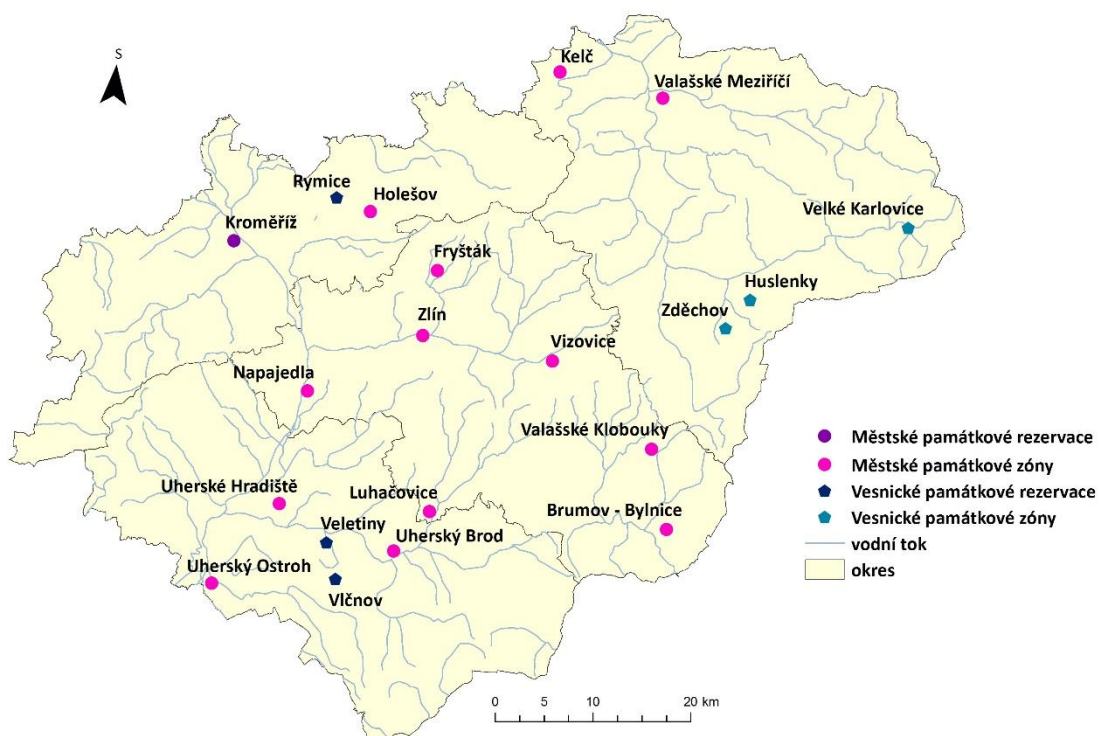 S
Kelč
Valašské Meziříčí
Rymice
Holešov
Velké Karlovice
Kroměříž
Fryšták
Huslenky
Zděchov
Zlín
Vizovice
Napajedla
Valašské Klobouky
Městské památkové rezervace
Městské památkové zóny
Vesnické památkové rezervace
Vesnické památkové zóny
vodní tok
okres
Uherské Hradiště
Luhačovice
Brumov - Bylnice
Veletiny
Uherský Brod
Uherský Ostroh
Vlčnov
0 5 10 20 km